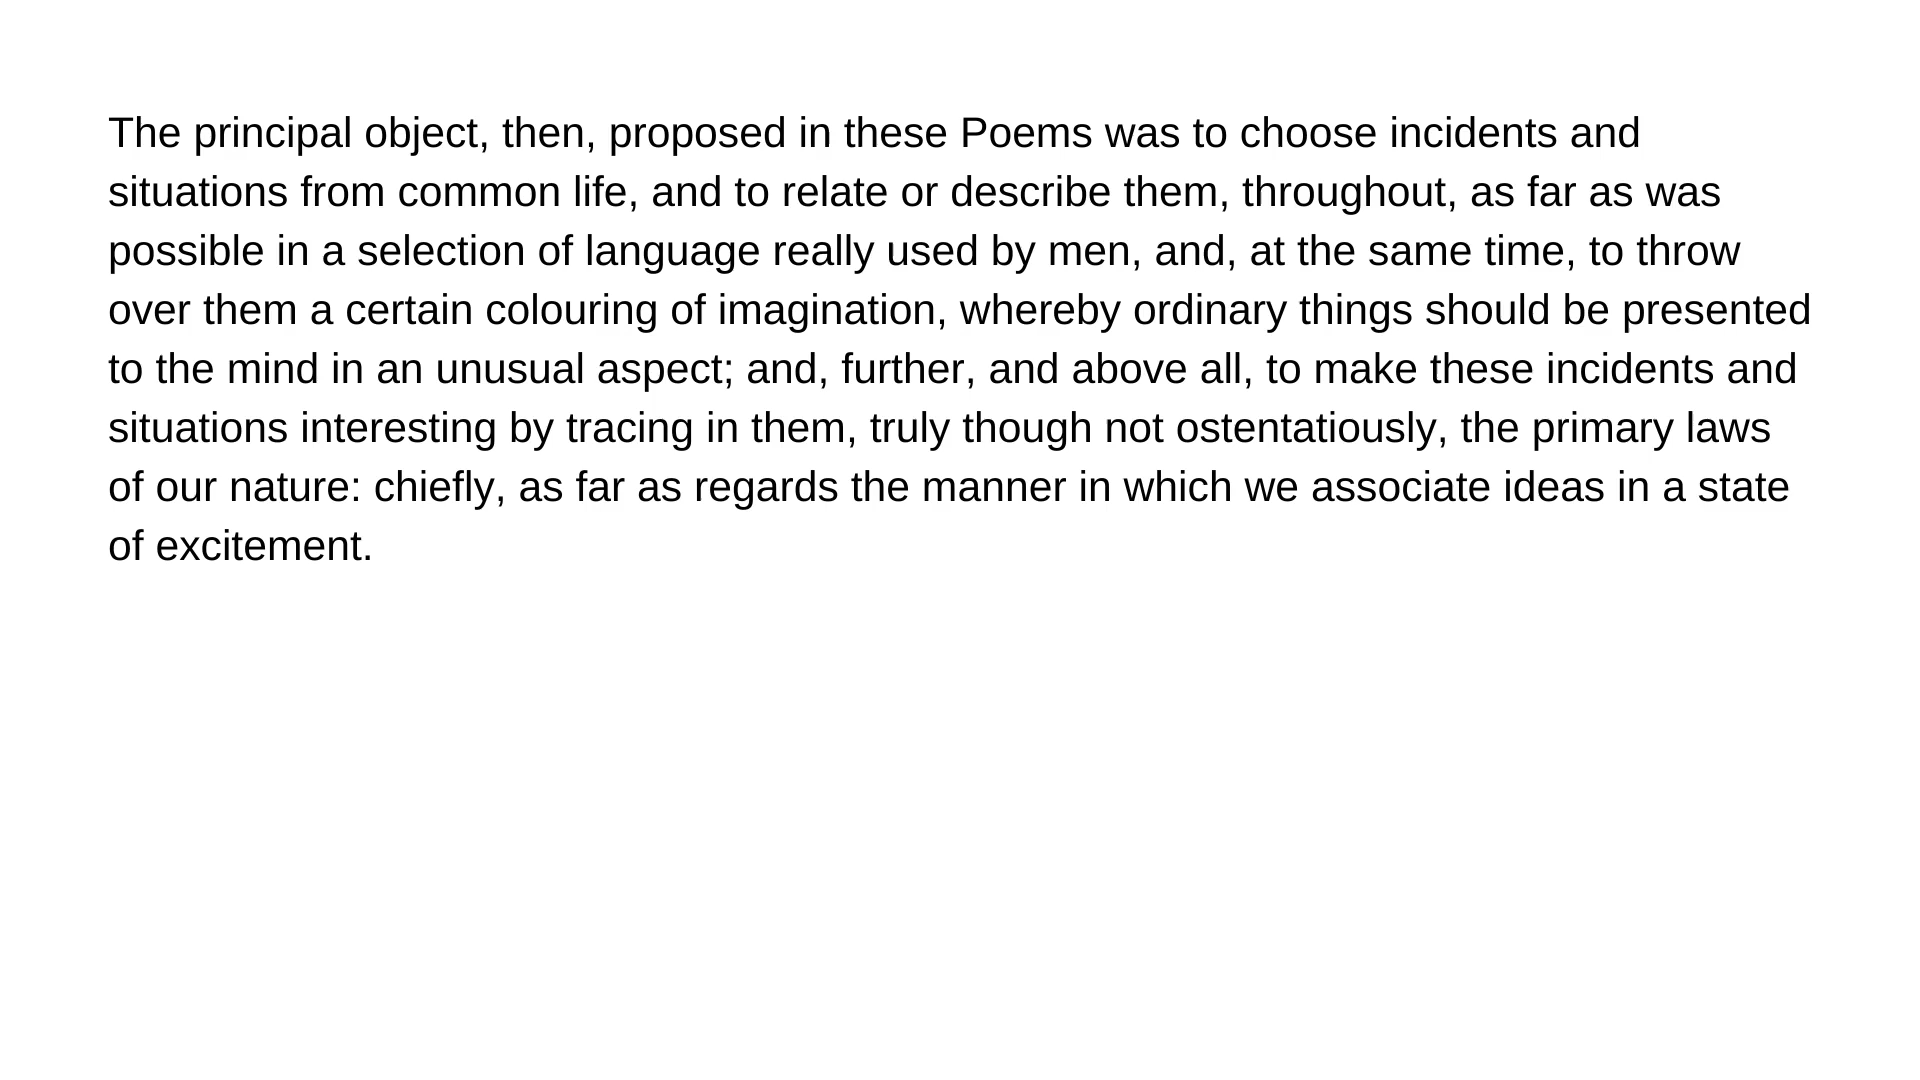 The principal object, then, proposed in these Poems was to choose incidents and
situations from common life, and to relate or describe them, throughout, as far as was
possible in a selection of language really used by men, and, at the same time, to throw
over them a certain colouring of imagination, whereby ordinary things should be presented
to the mind in an unusual aspect; and, further, and above all, to make these incidents and
situations interesting by tracing in them, truly though not ostentatiously, the primary laws
of our nature: chiefly, as far as regards the manner in which we associate ideas in a state
of excitement.